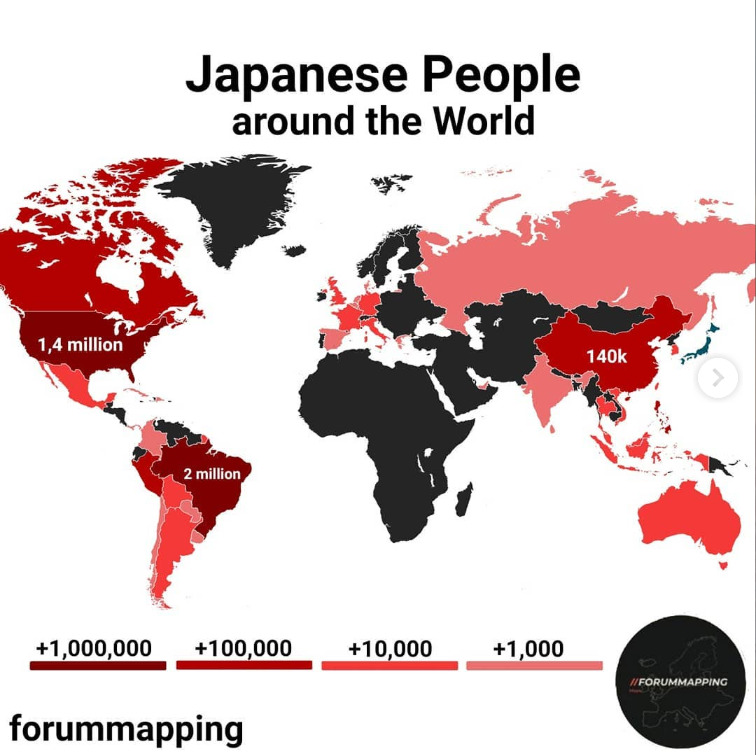 Japanese People
around the World
1,4 million
140k
2 million
+1,000,000
+100,000
+10,000
+1,000
//FORUMMAPPING
forummapping